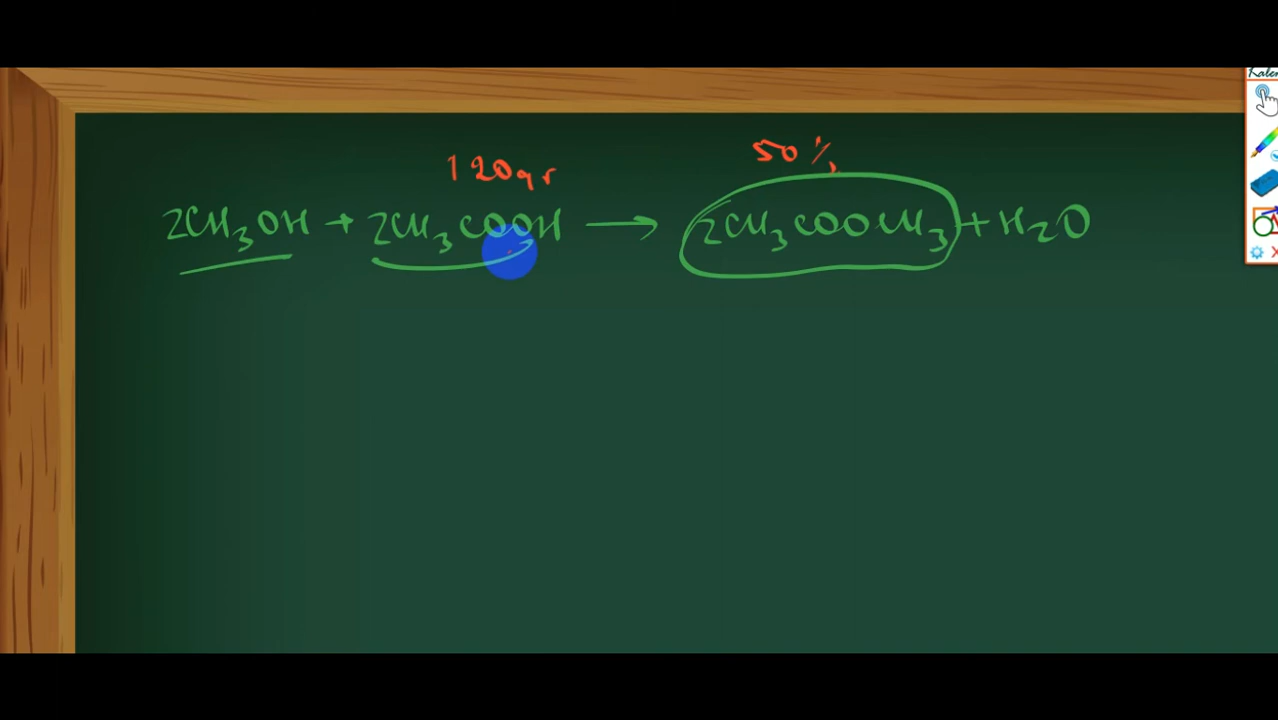 120gr 50%
2CH₃OH + 2CH₃COOH → 2CH₃COOCH₃ + H₂O